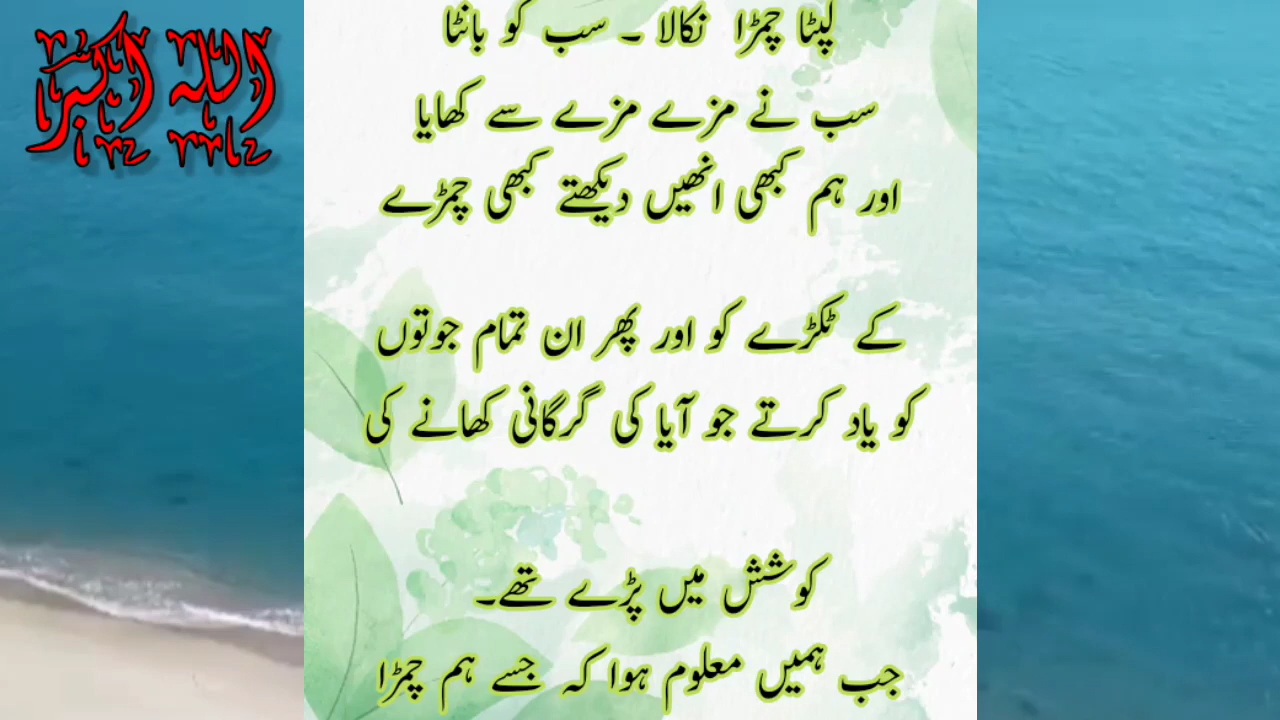 الله اکبر
لپٹا چمڑا نکالا ۔ سب کو بانٹا
سب نے مزے مزے سے کھایا
اور ہم کبھی انھیں دیکھتے کبھی چمڑے
کے ٹکڑے کو اور پھر ان تمام جوتوں
کو یاد کرتے جو آپا کی گرگانی کھانے کی
کوشش میں پڑے تھے۔
جب ہمیں معلوم ہوا کہ جسے ہم چمڑا